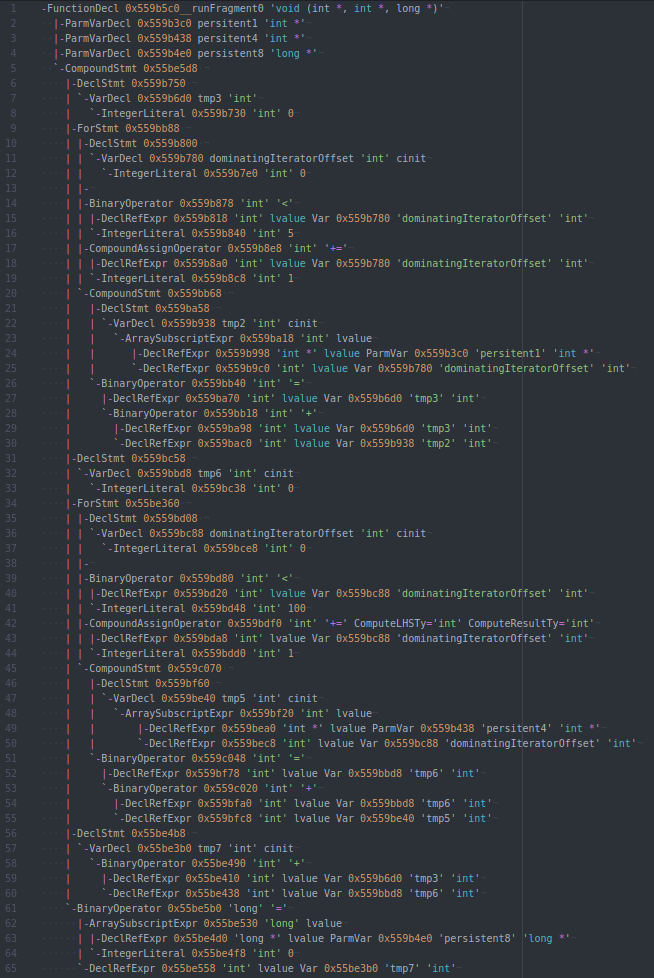 1 -FunctionDecl 0x559b5c0__runFragment0 'void (int *, int *, long *)'
2 |-ParmVarDecl 0x559b3c0 persitent1 'int *'
3 |-ParmVarDecl 0x559b438 persitent4 'int *'
4 |-ParmVarDecl 0x559b4e0 persistent8 'long *'
5 `-CompoundStmt 0x55be5d8
6 |-DeclStmt 0x559b750
7 | `-VarDecl 0x559b6d0 tmp3 'int'
8 | `-IntegerLiteral 0x559b730 'int' 0
9 |-ForStmt 0x559bb88
10 | |-DeclStmt 0x559b800
11 | | `-VarDecl 0x559b780 dominatingIteratorOffset 'int' cinit
12 | | `-IntegerLiteral 0x559b7e0 'int' 0
13 | |-
14 | |-BinaryOperator 0x559b878 'int' '<'
15 | | |-DeclRefExpr 0x559b818 'int' lvalue Var 0x559b780 'dominatingIteratorOffset' 'int'
16 | | `-IntegerLiteral 0x559b840 'int' 5
17 | |-CompoundAssignOperator 0x559b8e8 'int' '+='
18 | | |-DeclRefExpr 0x559b8a0 'int' lvalue Var 0x559b780 'dominatingIteratorOffset' 'int'
19 | | `-IntegerLiteral 0x559b8c8 'int' 1
20 | `-CompoundStmt 0x559bb68
21 | |-DeclStmt 0x559ba58
22 | | `-VarDecl 0x559b938 tmp2 'int' cinit
23 | | `-ArraySubscriptExpr 0x559ba18 'int' lvalue
24 | | |-DeclRefExpr 0x559b998 'int *' lvalue ParmVar 0x559b3c0 'persitent1' 'int *'
25 | | `-DeclRefExpr 0x559b9c0 'int' lvalue Var 0x559b780 'dominatingIteratorOffset' 'int'
26 | `-BinaryOperator 0x559bb40 'int' '='
27 | |-DeclRefExpr 0x559ba70 'int' lvalue Var 0x559b6d0 'tmp3' 'int'
28 | `-BinaryOperator 0x559bb18 'int' '+'
29 | |-DeclRefExpr 0x559ba98 'int' lvalue Var 0x559b6d0 'tmp3' 'int'
30 | `-DeclRefExpr 0x559bac0 'int' lvalue Var 0x559b938 'tmp2' 'int'
31 |-DeclStmt 0x559bc58
32 | `-VarDecl 0x559bbd8 tmp6 'int' cinit
33 | `-IntegerLiteral 0x559bc38 'int' 0
34 |-ForStmt 0x55be360
35 | |-DeclStmt 0x559bd08
36 | | `-VarDecl 0x559bc88 dominatingIteratorOffset 'int' cinit
37 | | `-IntegerLiteral 0x559bce8 'int' 0
38 | |-
39 | |-BinaryOperator 0x559bd80 'int' '<'
40 | | |-DeclRefExpr 0x559bd20 'int' lvalue Var 0x559bc88 'dominatingIteratorOffset' 'int'
41 | | `-IntegerLiteral 0x559bd48 'int' 100
42 | |-CompoundAssignOperator 0x559bdf0 'int' '+=' ComputeLHSTy='int' ComputeResultTy='int'
43 | | |-DeclRefExpr 0x559bda8 'int' lvalue Var 0x559bc88 'dominatingIteratorOffset' 'int'
44 | | `-IntegerLiteral 0x559bdd0 'int' 1
45 | `-CompoundStmt 0x559c070
46 | |-DeclStmt 0x559bf60
47 | | `-VarDecl 0x559be40 tmp5 'int' cinit
48 | | `-ArraySubscriptExpr 0x559bf20 'int' lvalue
49 | | |-DeclRefExpr 0x559bea0 'int *' lvalue ParmVar 0x559b438 'persitent4' 'int *'
50 | | `-DeclRefExpr 0x559bec8 'int' lvalue Var 0x559bc88 'dominatingIteratorOffset' 'int'
51 | `-BinaryOperator 0x559c048 'int' '='
52 | |-DeclRefExpr 0x559bf78 'int' lvalue Var 0x559bbd8 'tmp6' 'int'
53 | `-BinaryOperator 0x559c020 'int' '+'
54 | |-DeclRefExpr 0x559bfa0 'int' lvalue Var 0x559bbd8 'tmp6' 'int'
55 | `-DeclRefExpr 0x559bfc8 'int' lvalue Var 0x559be40 'tmp5' 'int'
56 |-DeclStmt 0x55be4b8
57 | `-VarDecl 0x55be3b0 tmp7 'int' cinit
58 | `-BinaryOperator 0x55be490 'int' '+'
59 | |-DeclRefExpr 0x55be410 'int' lvalue Var 0x559b6d0 'tmp3' 'int'
60 | `-DeclRefExpr 0x55be438 'int' lvalue Var 0x559bbd8 'tmp6' 'int'
61 `-BinaryOperator 0x55be5b0 'long' '='
62 |-ArraySubscriptExpr 0x55be530 'long' lvalue
63 | |-DeclRefExpr 0x55be4d0 'long *' lvalue ParmVar 0x559b4e0 'persistent8' 'long *'
64 | `-IntegerLiteral 0x55be4f8 'int' 0
65 `-DeclRefExpr 0x55be558 'int' lvalue Var 0x55be3b0 'tmp7' 'int'